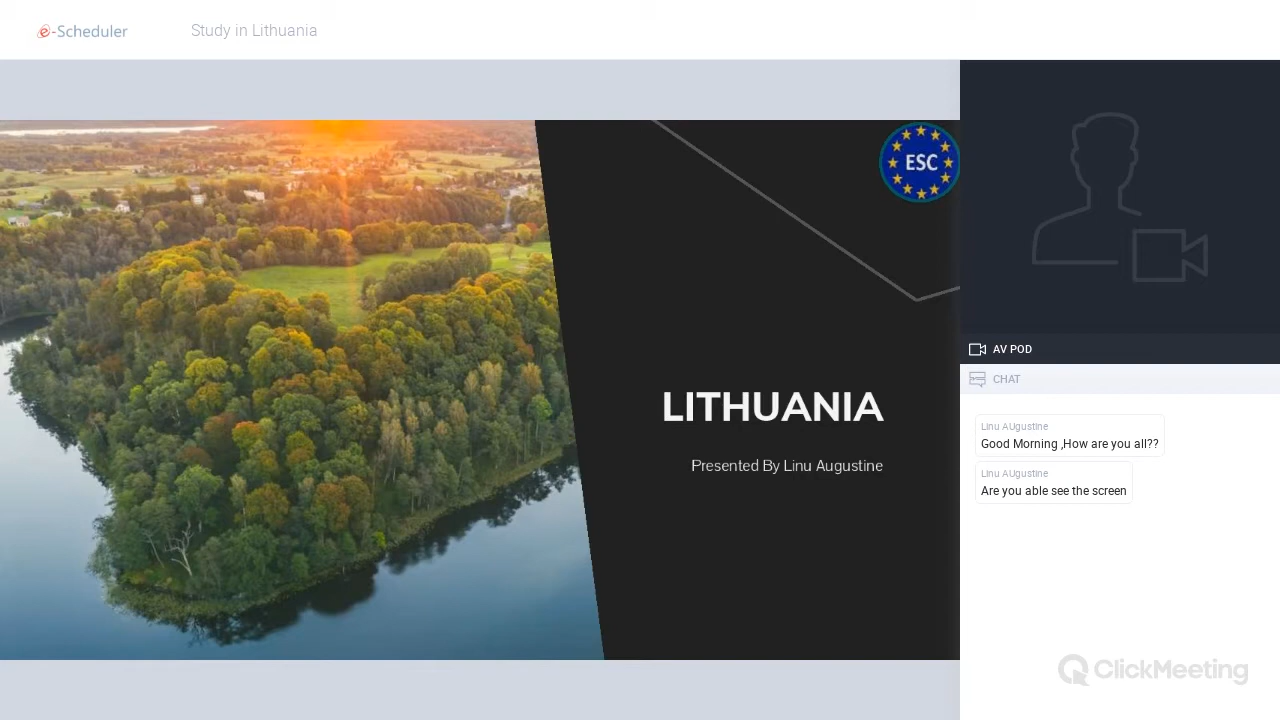 e-Scheduler
Study in Lithuania
ESC
LITHUANIA
Presented By Linu Augustine
AV POD
CHAT
Linu AUgustine
Good Morning ,How are you all??
Linu AUgustine
Are you able see the screen
ClickMeeting